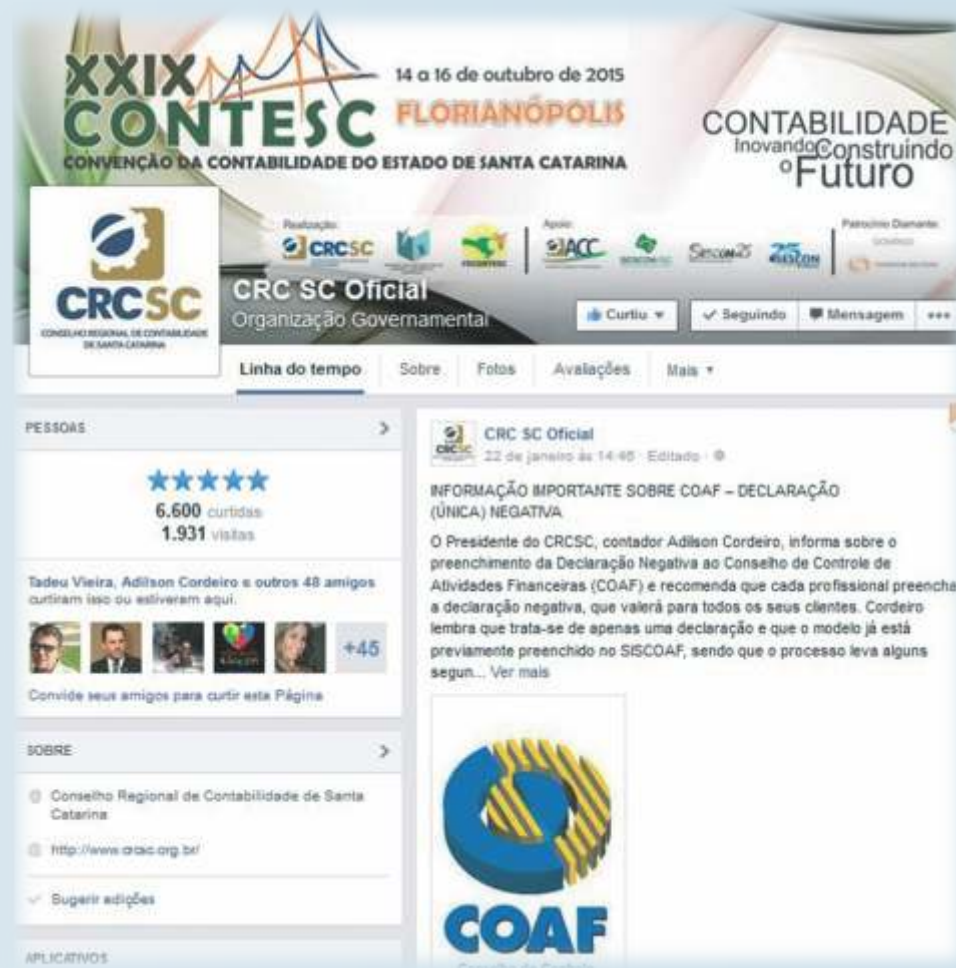 XXIX
CONTESC
CONVENÇÃO DA CONTABILIDADE DO ESTADO DE SANTA CATARINA
14 a 16 de outubro de 2015
FLORIANÓPOLIS
CONTABILIDADE
Inovando e Construindo
o Futuro
Realização:
CRCSC
Apoio:
ACC
Patrocínio Diamante:
CRCSC
CONSELHO REGIONAL DE CONTABILIDADE
DE SANTA CATARINA
CRC SC Oficial
Organização Governamental
Curtiu
Seguindo
Mensagem
Linha do tempo
Sobre
Fotos
Avaliações
Mais
PESSOAS
6.600 curtidas
1.931 visitas
Tadeu Vieira, Adilson Cordeiro e outros 48 amigos
curtiram isso ou estiveram aqui.
+45
Convide seus amigos para curtir esta Página
SOBRE
Conselho Regional de Contabilidade de Santa
Catarina
http://www.crcsc.org.br/
Sugerir edições
APLICATIVOS
CRC SC Oficial
22 de janeiro às 14:46 · Editado ·
INFORMAÇÃO IMPORTANTE SOBRE COAF – DECLARAÇÃO
(ÚNICA) NEGATIVA
O Presidente do CRCSC, contador Adilson Cordeiro, informa sobre o
preenchimento da Declaração Negativa ao Conselho de Controle de
Atividades Financeiras (COAF) e recomenda que cada profissional preencha
a declaração negativa, que valerá para todos os seus clientes. Cordeiro
lembra que trata-se de apenas uma declaração e que o modelo já está
previamente preenchido no SISCOAF, sendo que o processo leva alguns
segun... Ver mais
COAF
Conselho de Controle